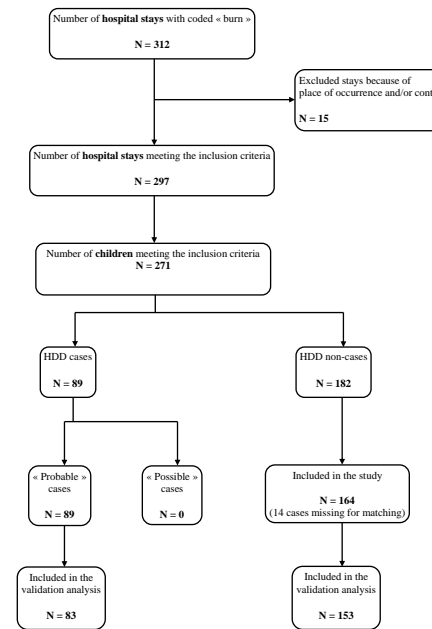 Number of hospital stays with coded « burn »
N = 312
Excluded stays because of
place of occurrence and/or cont
N = 15
Number of hospital stays meeting the inclusion criteria
N = 297
Number of children meeting the inclusion criteria
N = 271
HDD cases
N = 89
HDD non-cases
N = 182
« Probable »
cases
N = 89
« Possible »
cases
N = 0
Included in the study
N = 164
(14 cases missing for matching)
Included in the
validation analysis
N = 83
Included in the
validation analysis
N = 153